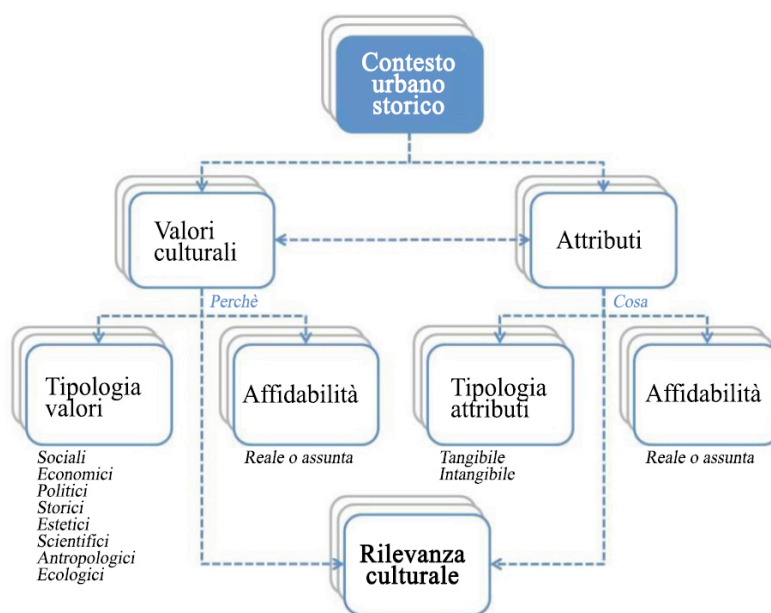 Contesto
urbano
storico
Valori
culturali
Attributi
Perchè
Cosa
Tipologia
valori
Affidabilità
Tipologia
attributi
Affidabilità
Sociali
Economici
Politici
Storici
Estetici
Scientifici
Antropologici
Ecologici
Reale o assunta
Tangibile
Intangibile
Reale o assunta
Rilevanza
culturale